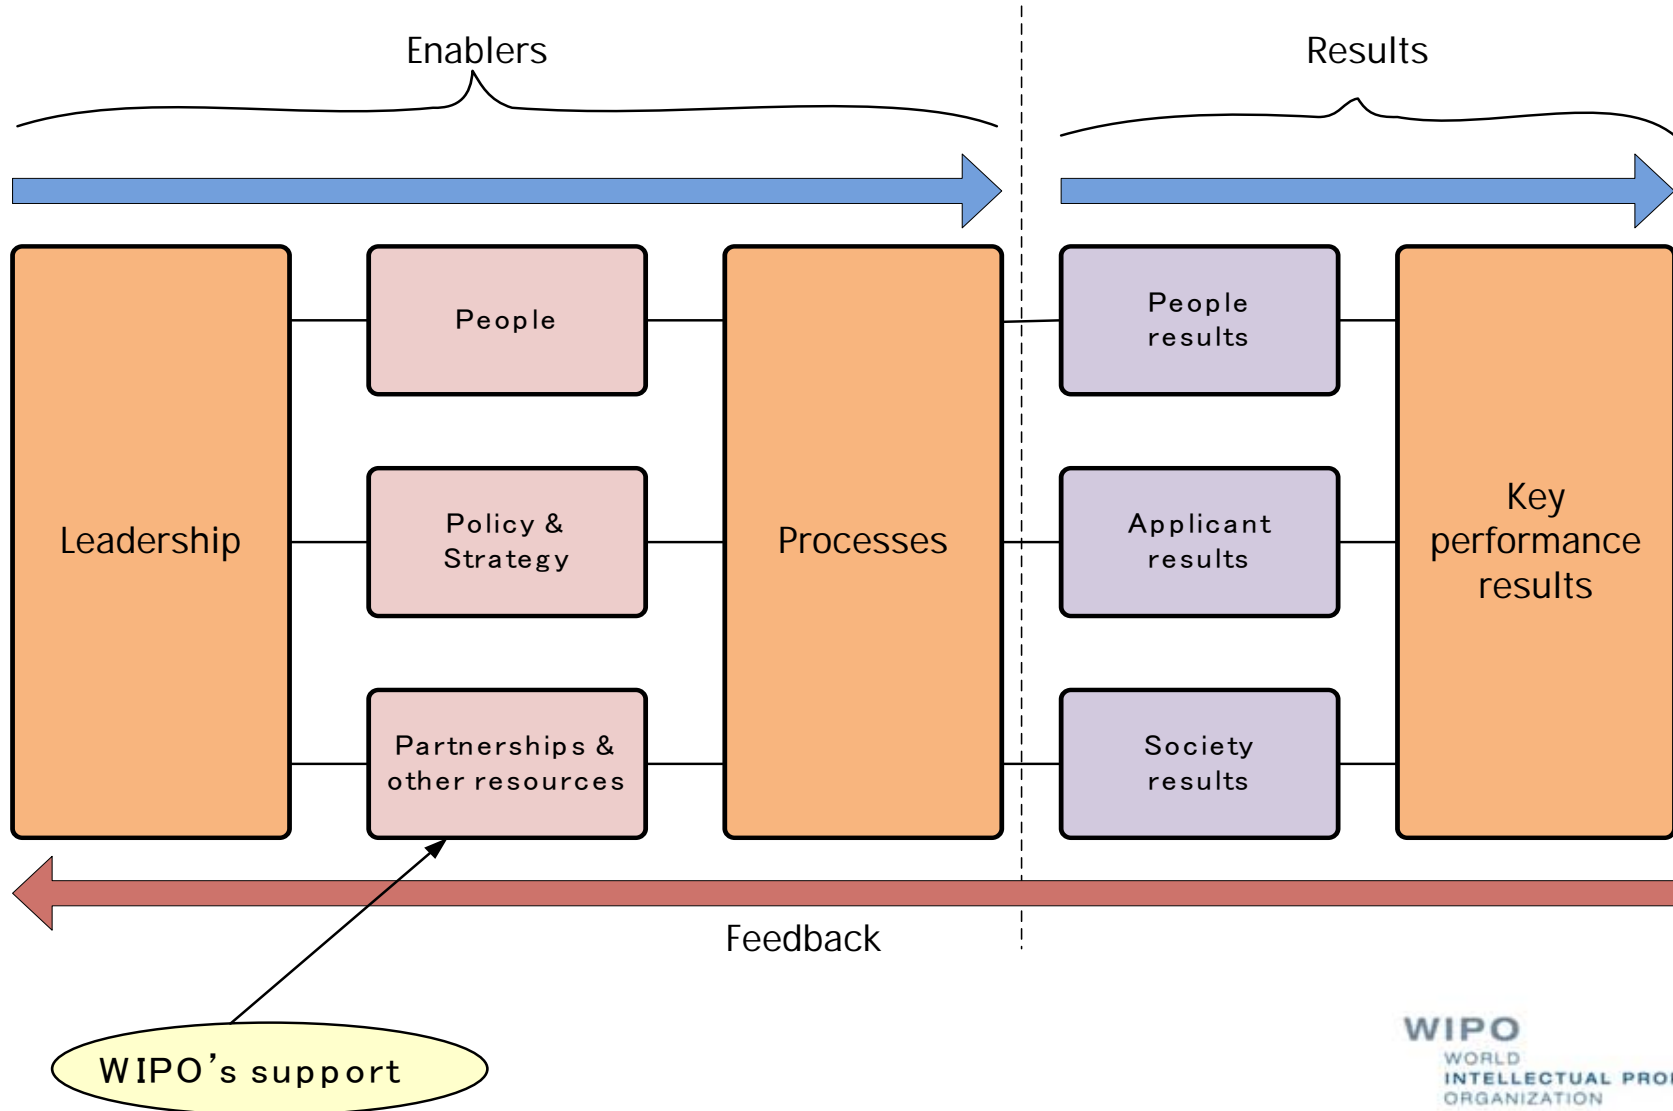 Enablers
Results
Leadership
People
Policy &
Strategy
Partnerships &
other resources
Processes
People
results
Applicant
results
Society
results
Key
performance
results
Feedback
WIPO's support
WIPO
WORLD
INTELLECTUAL
ORGANIZATION